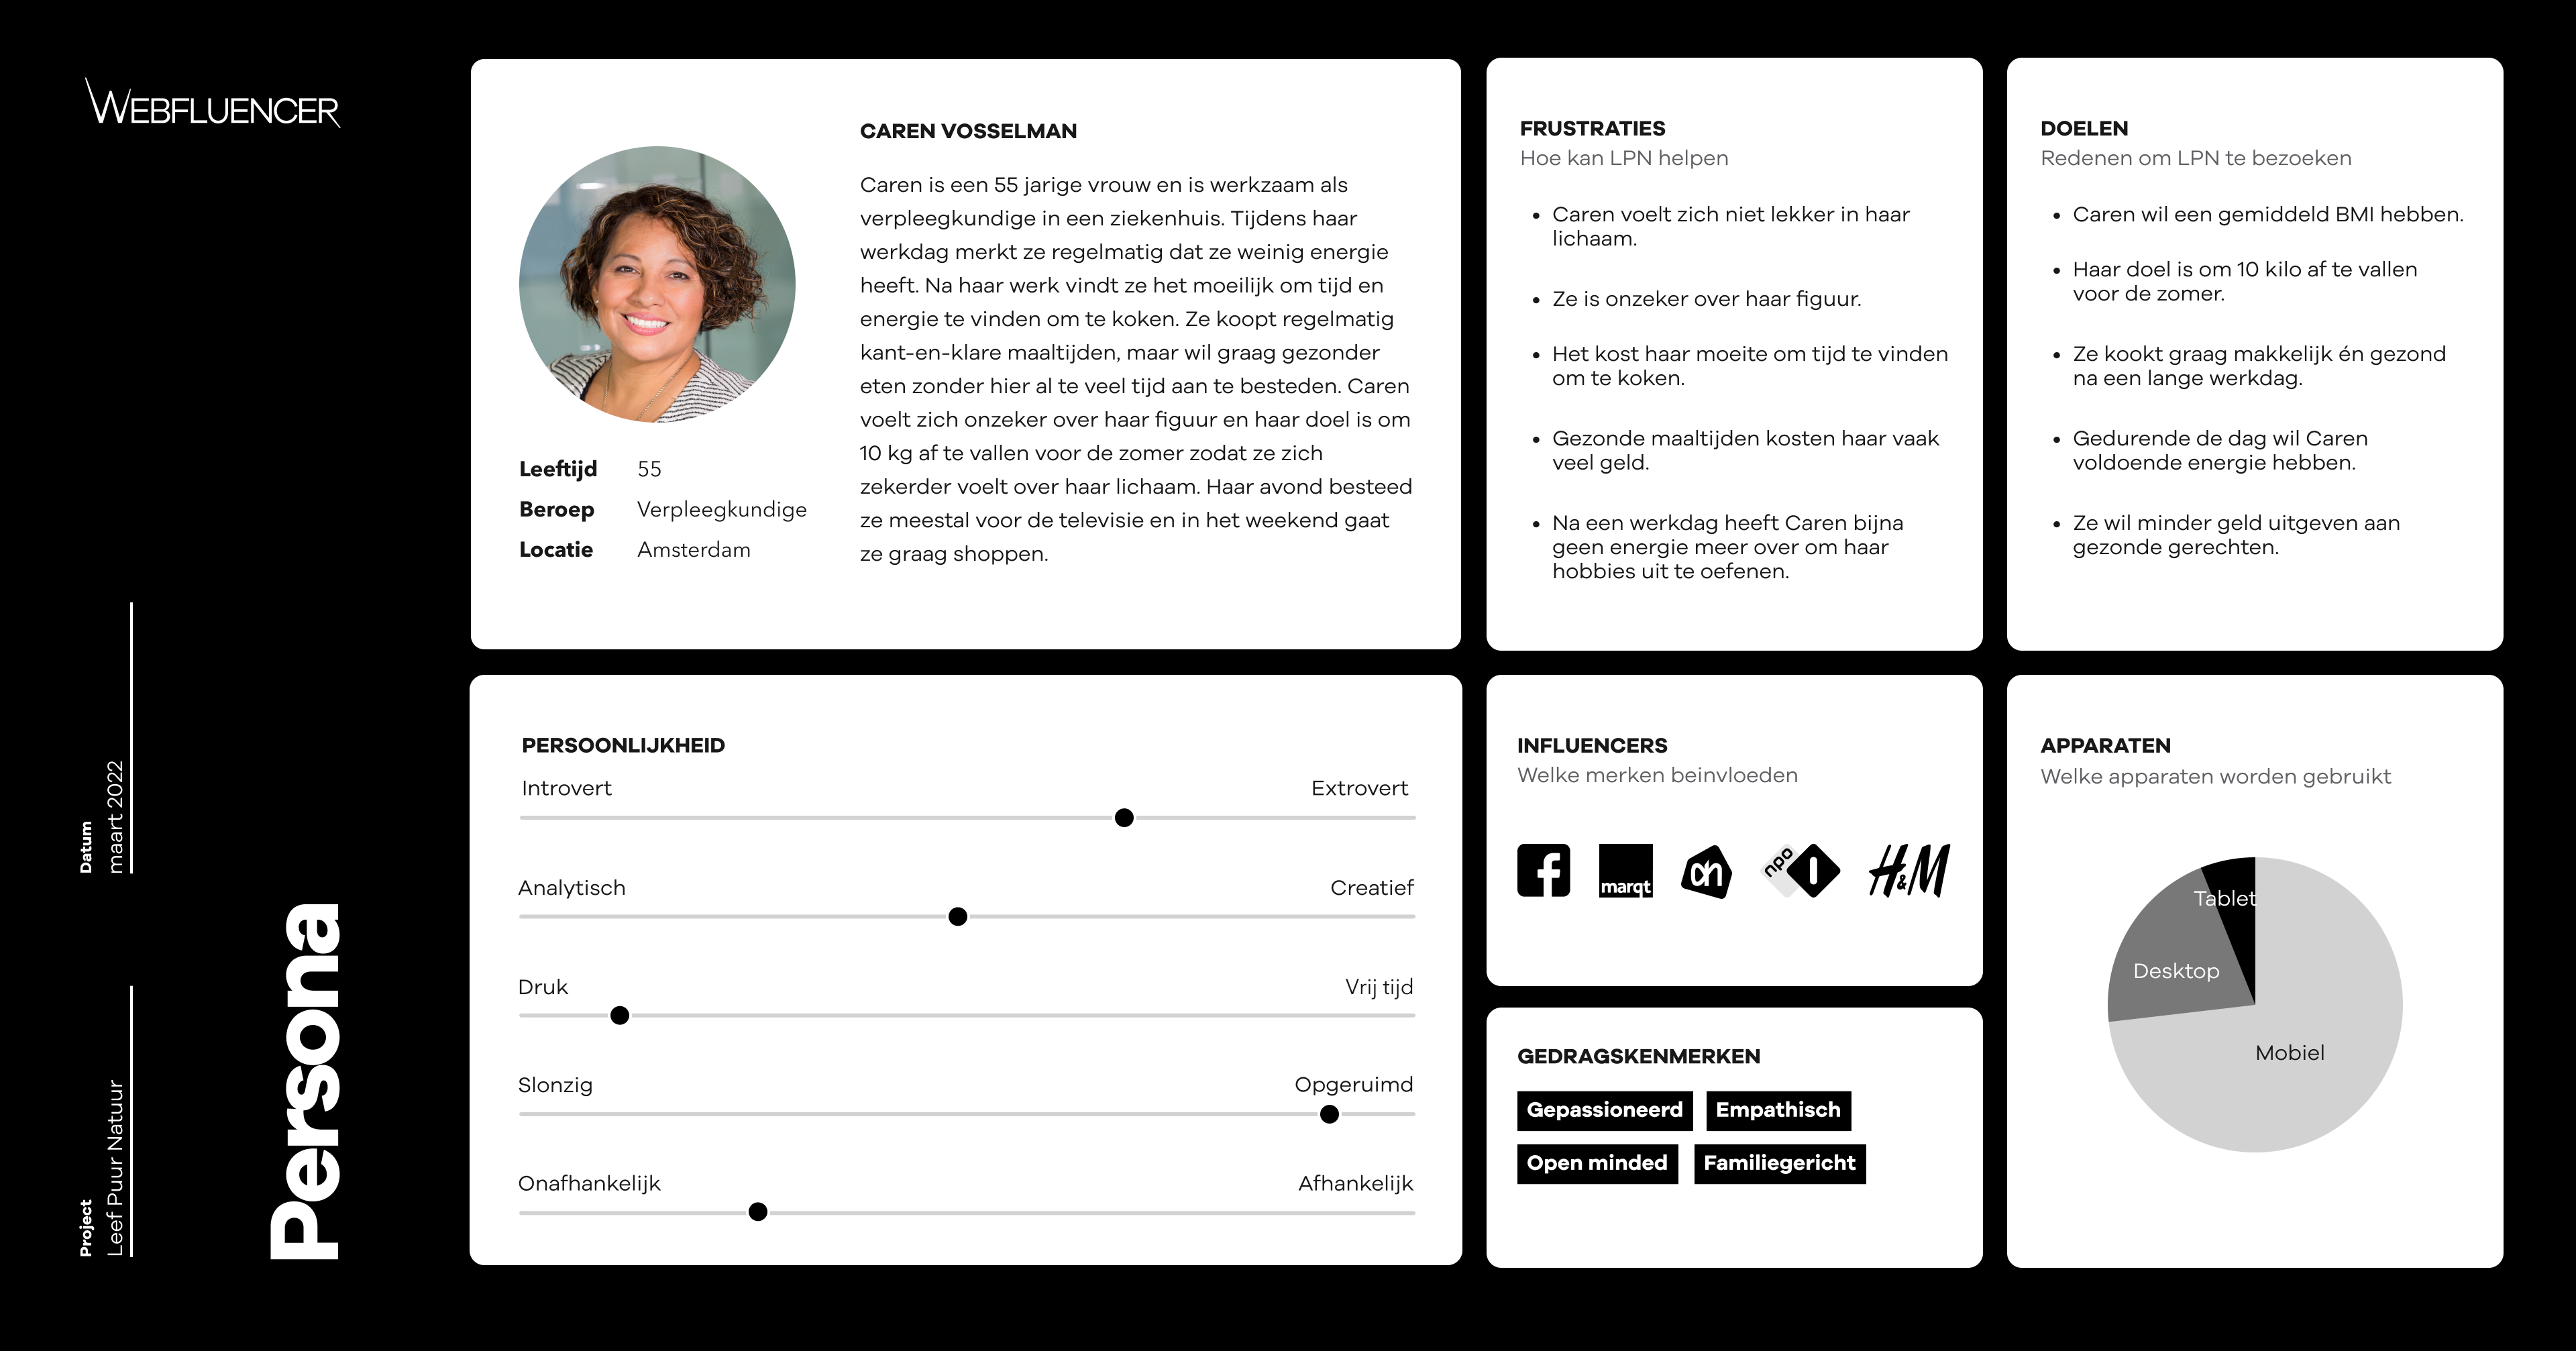 WEBFLUENCER
Datum
maart 2022
Project
Leef Puur Natuur
Persona
CAREN VOSSELMAN
Caren is een 55 jarige vrouw en is werkzaam als
verpleegkundige in een ziekenhuis. Tijdens haar
werkdag merkt ze regelmatig dat ze weinig energie
heeft. Na haar werk vindt ze het moeilijk om tijd en
energie te vinden om te koken. Ze koopt regelmatig
kant-en-klare maaltijden, maar wil graag gezonder
eten zonder hier al te veel tijd aan te besteden. Caren
voelt zich onzeker over haar figuur en haar doel is om
10 kg af te vallen voor de zomer zodat ze zich
zekerder voelt over haar lichaam. Haar avond besteed
ze meestal voor de televisie en in het weekend gaat
ze graag shoppen.
Leeftijd 55
Beroep Verpleegkundige
Locatie Amsterdam
FRUSTRATIES
Hoe kan LPN helpen
• Caren voelt zich niet lekker in haar
lichaam.
• Ze is onzeker over haar figuur.
• Het kost haar moeite om tijd te vinden
om te koken.
• Gezonde maaltijden kosten haar vaak
veel geld.
• Na een werkdag heeft Caren bijna
geen energie meer over om haar
hobbies uit te oefenen.
DOELEN
Redenen om LPN te bezoeken
• Caren wil een gemiddeld BMI hebben.
• Haar doel is om 10 kilo af te vallen
voor de zomer.
• Ze kookt graag makkelijk én gezond
na een lange werkdag.
• Gedurende de dag wil Caren
voldoende energie hebben.
• Ze wil minder geld uitgeven aan
gezonde gerechten.
PERSOONLIJKHEID
Introvert Extrovert
Analytisch Creatief
Druk Vrij tijd
Slonzig Opgeruimd
Onafhankelijk Afhankelijk
INFLUENCERS
Welke merken beinvloeden
f marqt ah npo 1 H&M
GEDRAGSKENMERKEN
Gepassioneerd Empathisch
Open minded Familiegericht
APPARATEN
Welke apparaten worden gebruikt
Tablet
Desktop
Mobiel